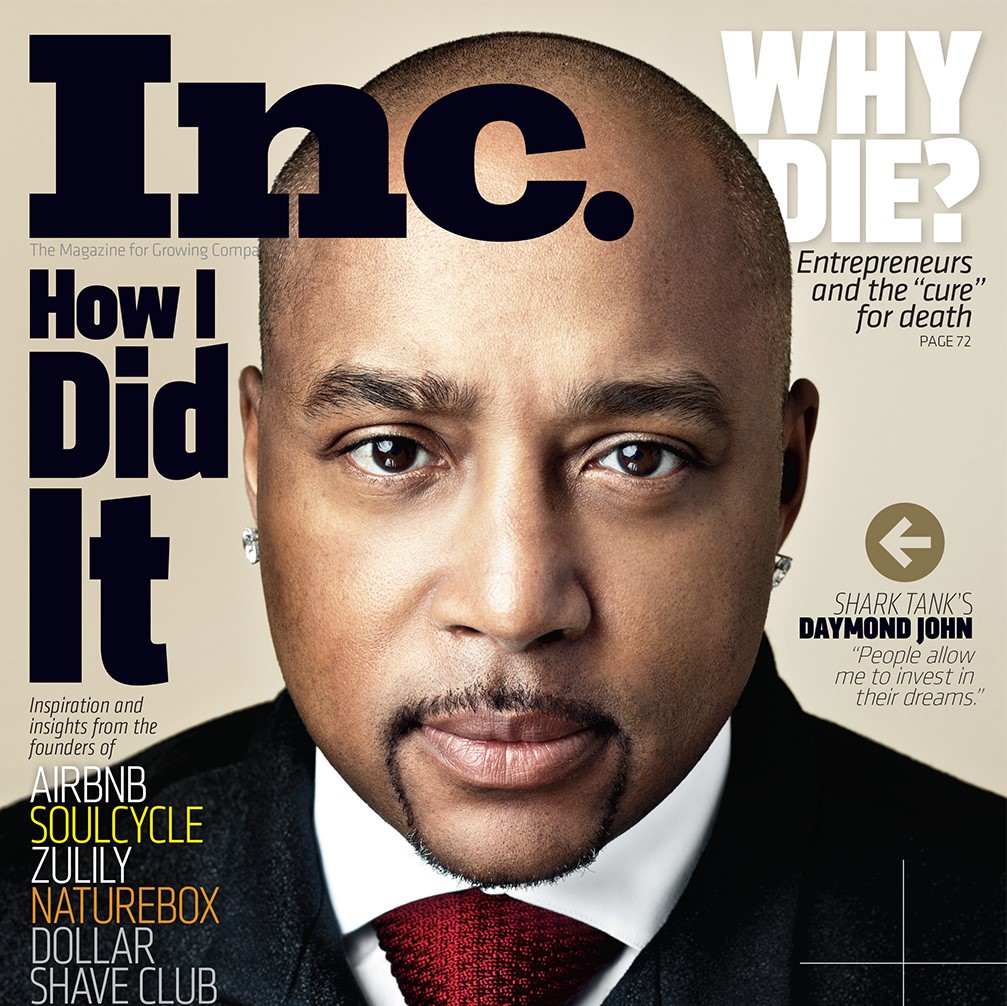 Inc.
The Magazine for Growing Compa
How I
Did
It
Inspiration and
insights from the
founders of
AIRBNB
SOULCYCLE
ZULILY
NATUREBOX
DOLLAR
SHAVE CLUB
WHY
DIE?
Entrepreneurs
and the “cure”
for death
PAGE 72
SHARK TANK’S
DAYMOND JOHN
“People allow
me to invest in
their dreams.”